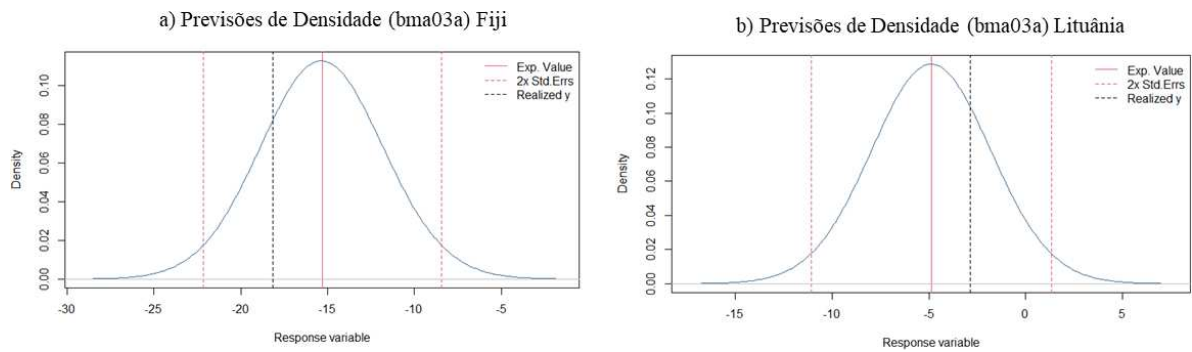 a) Previsões de Densidade (bma03a) Fiji
Exp. Value
2x Std.Errs
Realized y
Density
0.00 0.02 0.04 0.06 0.08 0.10
-30 -25 -20 -15 -10 -5
Response variable
b) Previsões de Densidade (bma03a) Lituânia
Exp. Value
2x Std.Errs
Realized y
Density
0.00 0.02 0.04 0.06 0.08 0.10 0.12
-15 -10 -5 0 5
Response variable